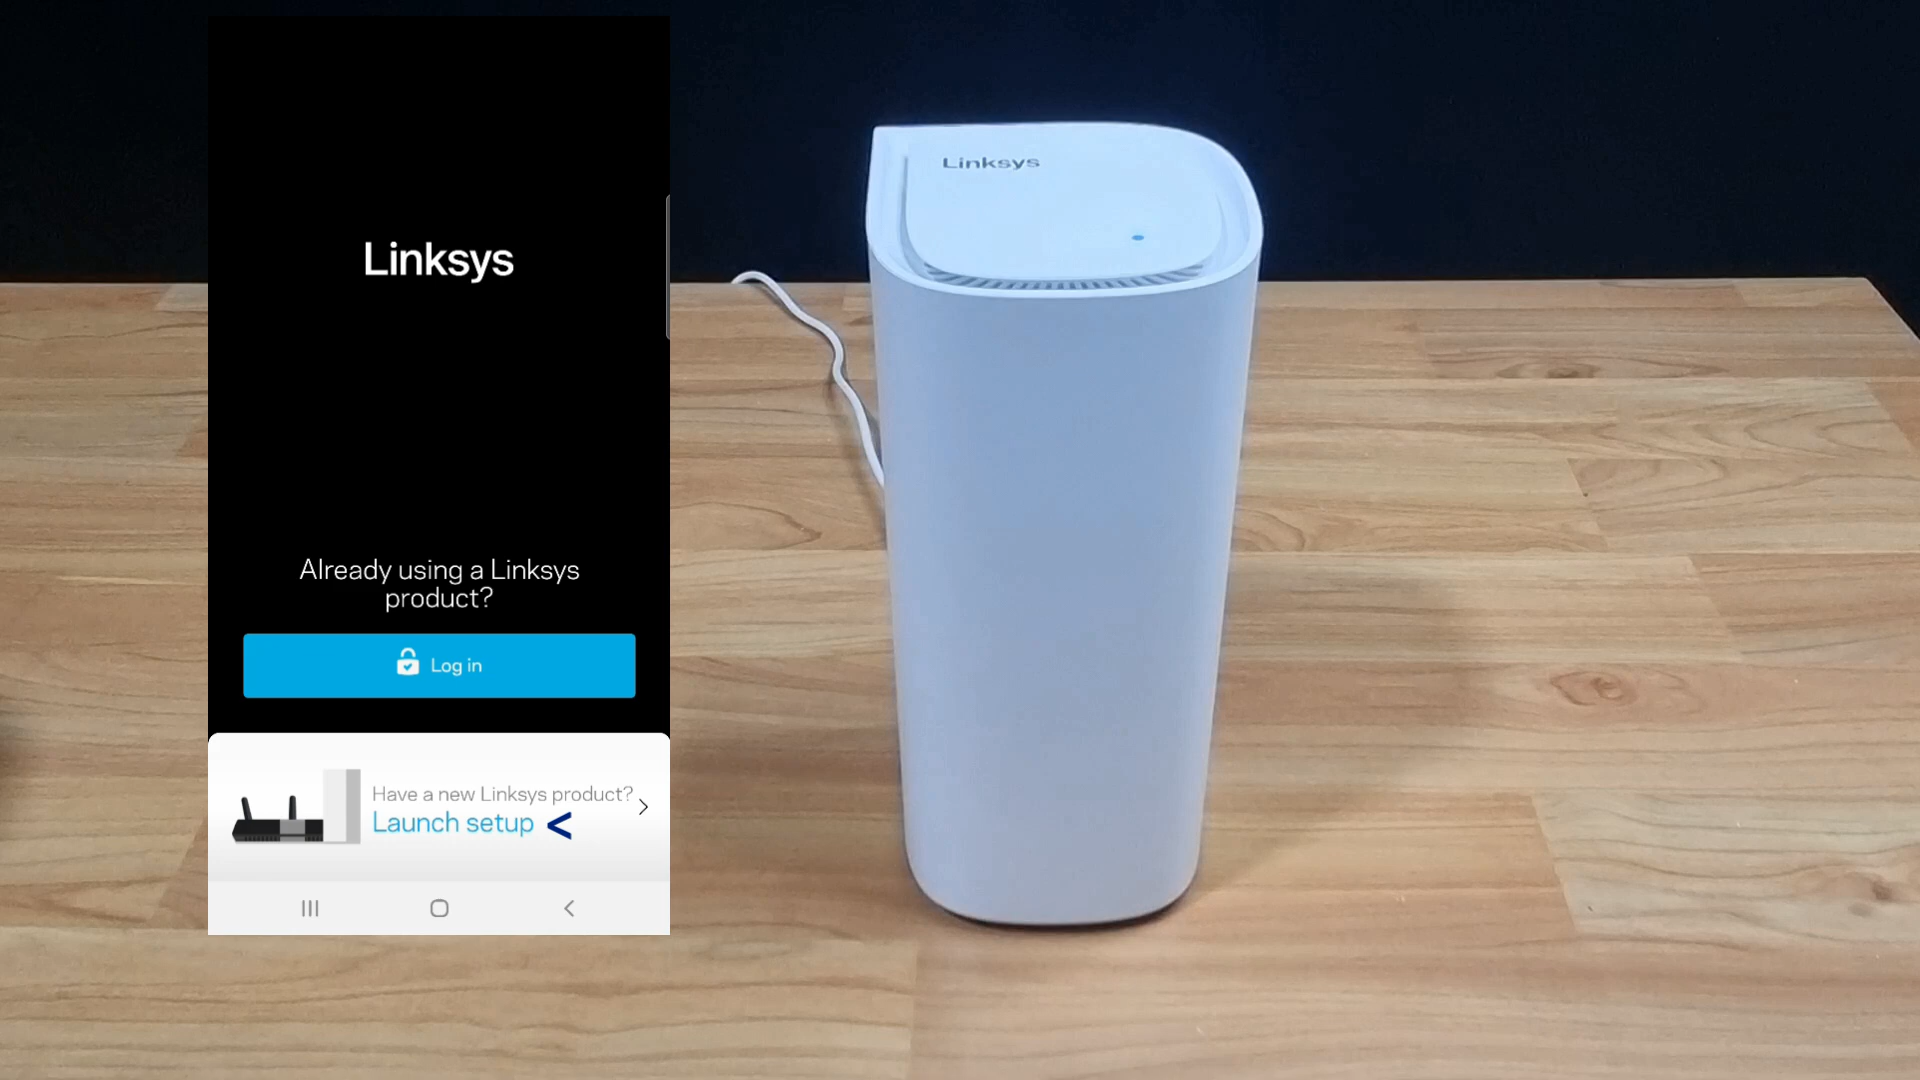 Linksys
Already using a Linksys
product?
Log in
Have a new Linksys product?
Launch setup <
Linksys